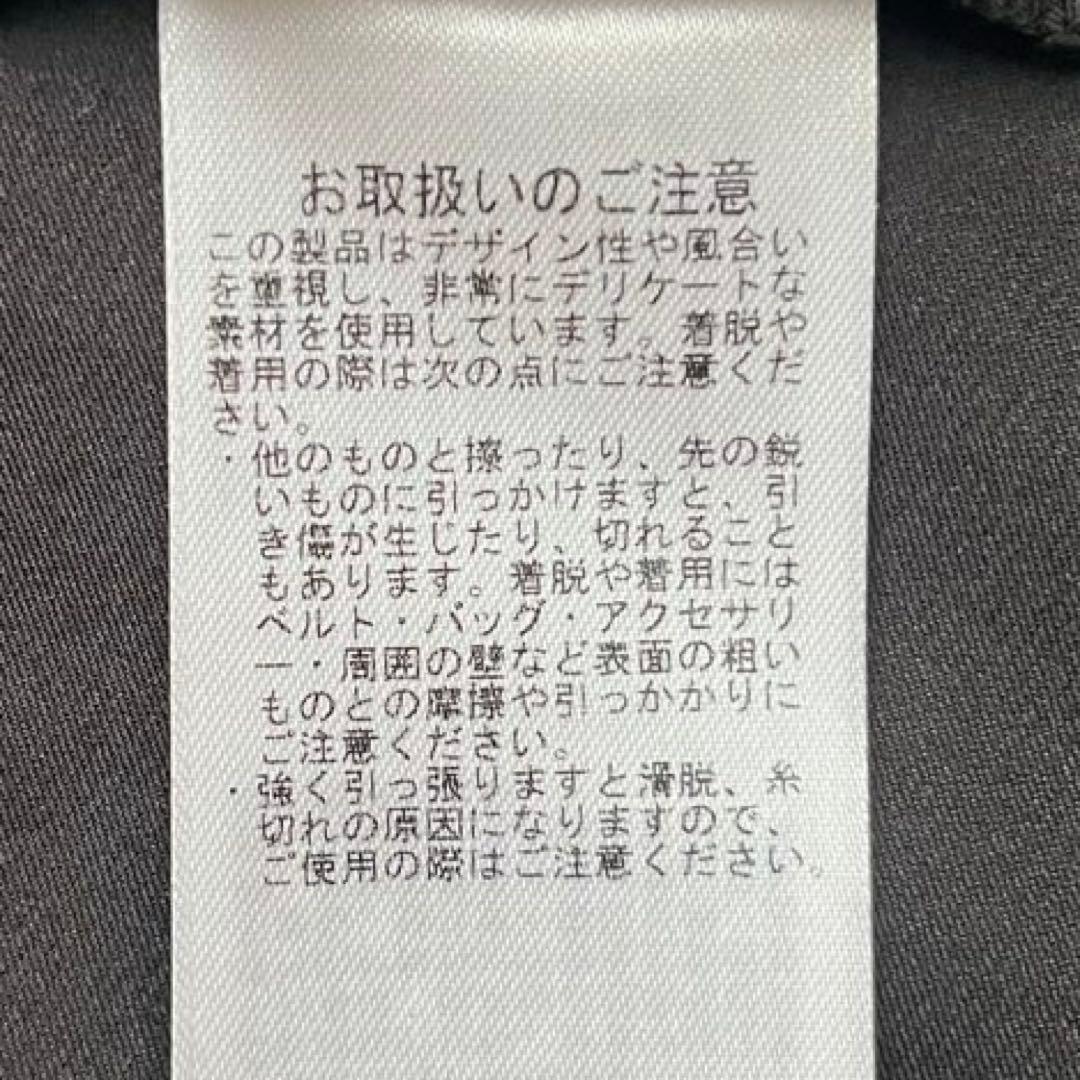 お取扱いのご注意
この製品はデザイン性や風合い
を重視し、非常にデリケートな
素材を使用しています。着脱や
着用の際は次の点にご注意くだ
さい。
・他のものと擦ったり、先の鋭
いものに引っかけますと、引
き傷が生じたり、切れること
もあります。着脱や着用には
ベルト・バッグ・アクセサリ
ー・周囲の壁など表面の粗い
ものとの摩擦や引っかかりに
ご注意ください。
・強く引っ張りますと滑脱、糸
切れの原因になりますので、
ご使用の際はご注意ください。